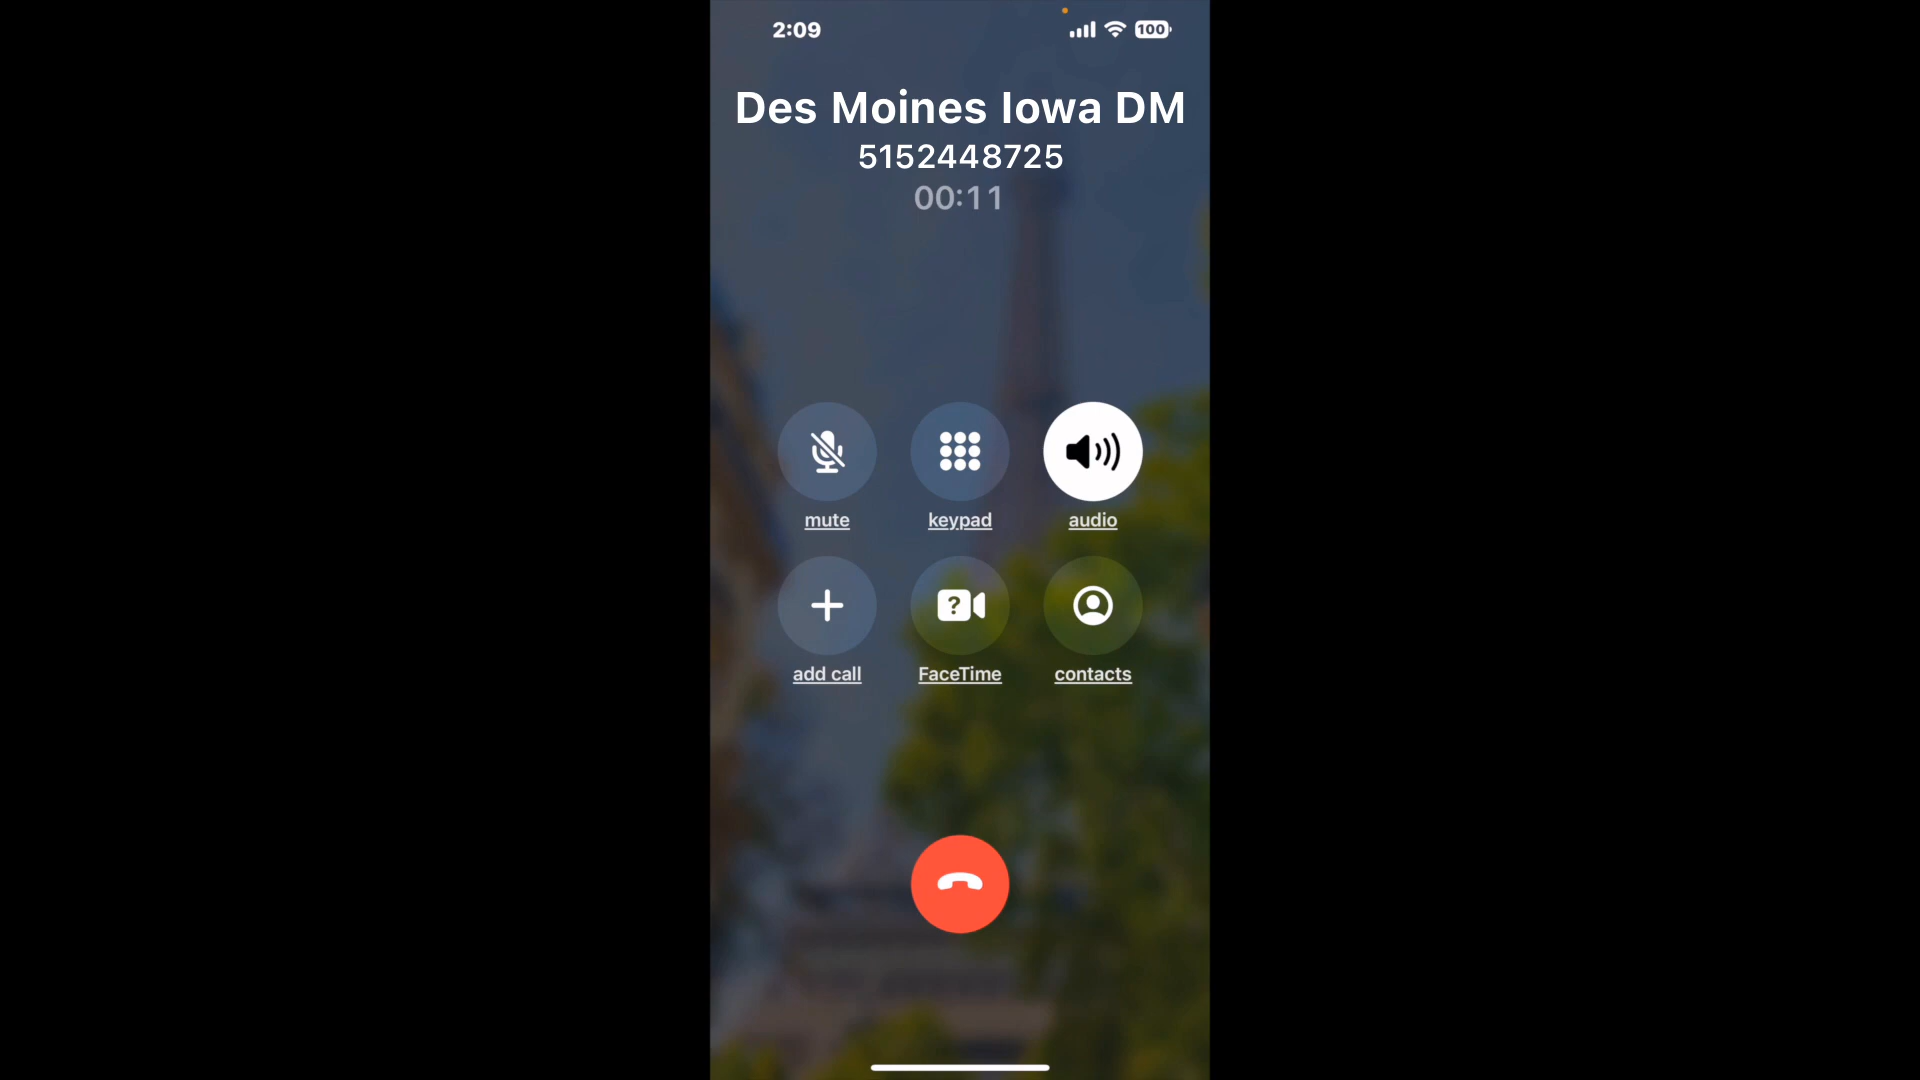 2:09
100
Des Moines Iowa DM
5152448725
00:11
mute keypad audio
?
add call FaceTime contacts